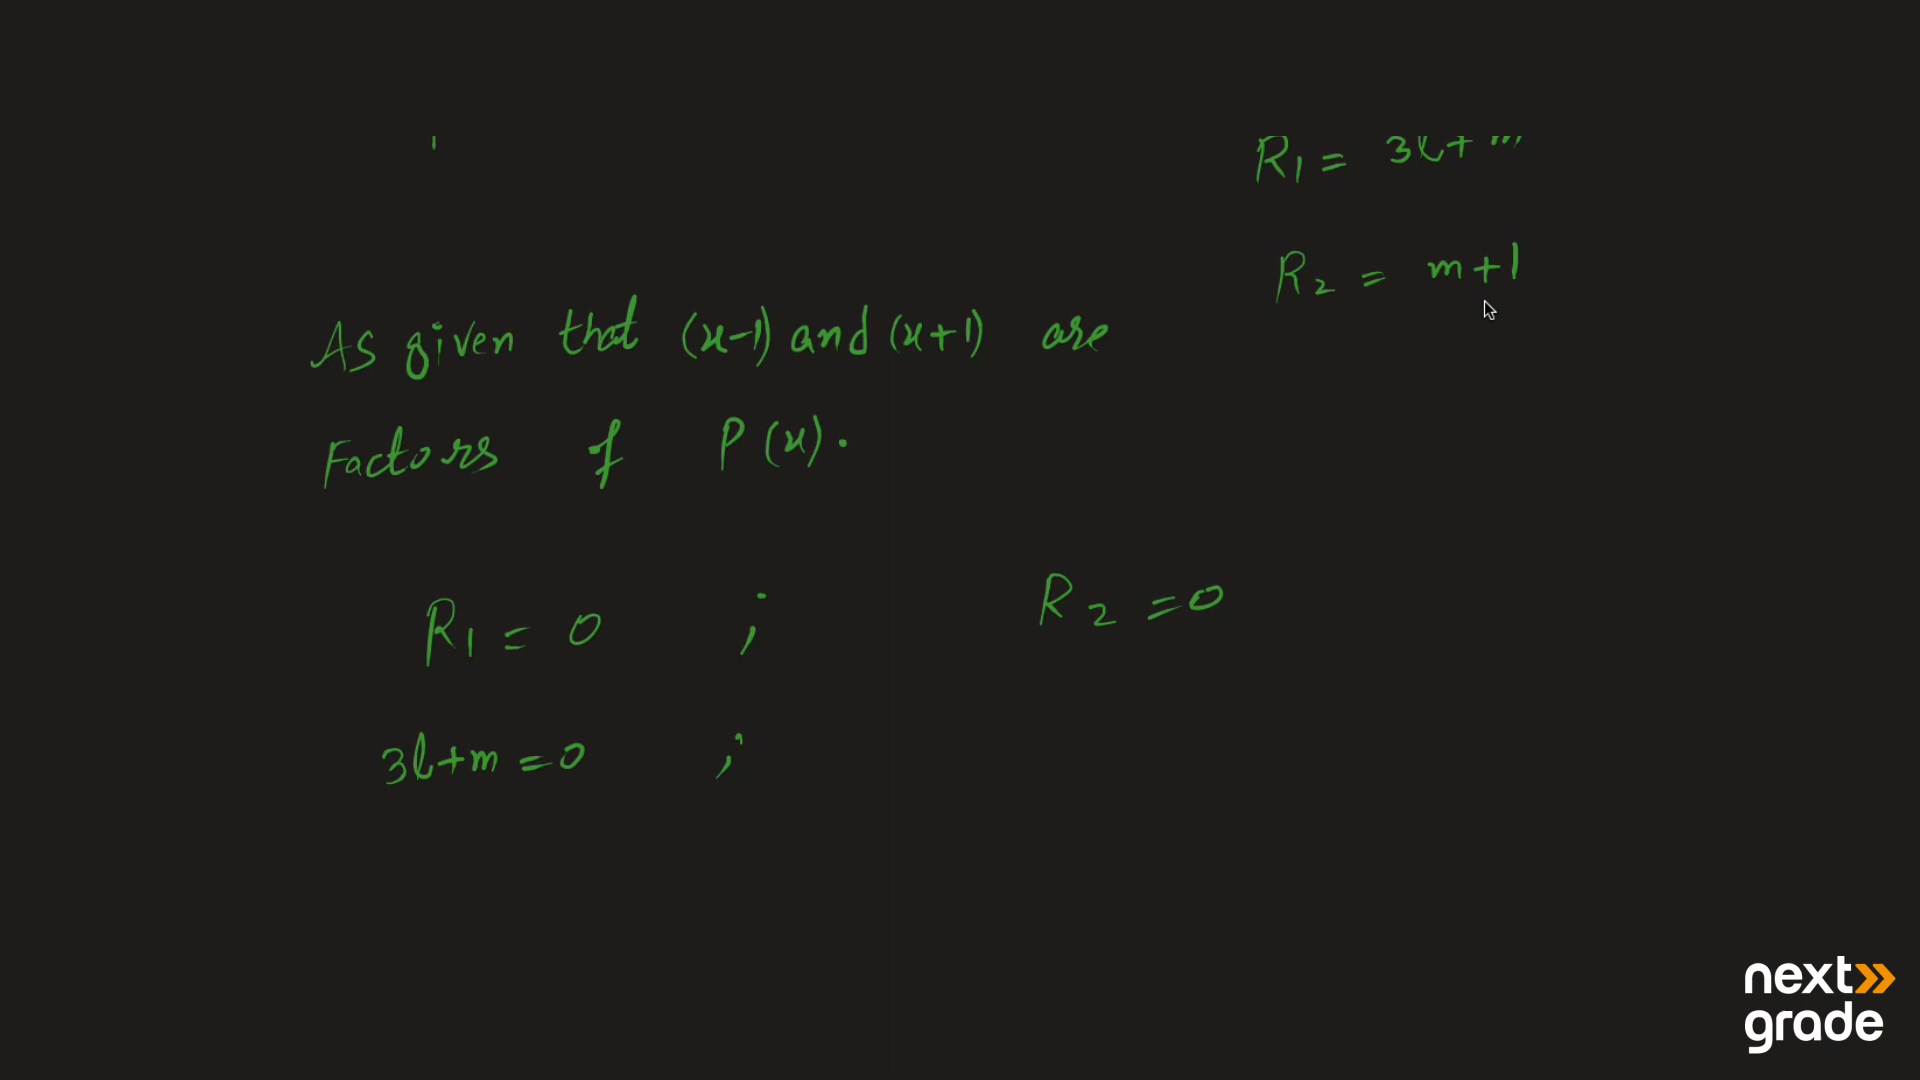 R₁ = 3l+m
R₂ = m+1
As given that (x-1) and (x+1) are
Factors of P(x).
R₁ = 0 ; R₂ = 0
3l+m=0 ;
next
grade